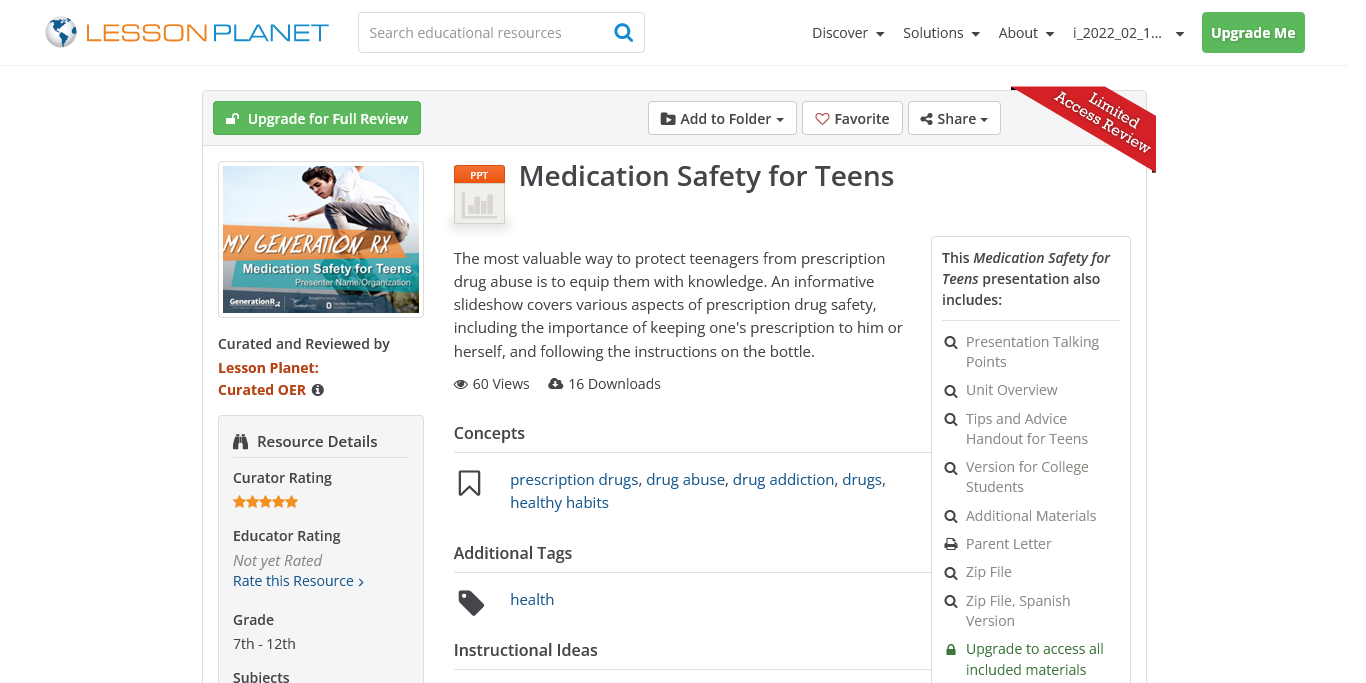 LESSONPLANET
Search educational resources
Discover
Solutions
About
i_2022_02_1...
Upgrade Me
Upgrade for Full Review
Add to Folder
Favorite
Share
Limited
Access Review
MY GENERATION RX
Medication Safety for Teens
Presenter Name/Organization
Curated and Reviewed by
Lesson Planet:
Curated OER
Resource Details
Curator Rating
Educator Rating
Not yet Rated
Rate this Resource ›
Grade
7th - 12th
Subjects
PPT
Medication Safety for Teens
The most valuable way to protect teenagers from prescription
drug abuse is to equip them with knowledge. An informative
slideshow covers various aspects of prescription drug safety,
including the importance of keeping one's prescription to him or
herself, and following the instructions on the bottle.
60 Views
16 Downloads
Concepts
prescription drugs, drug abuse, drug addiction, drugs,
healthy habits
Additional Tags
health
Instructional Ideas
This Medication Safety for
Teens presentation also
includes:
Presentation Talking
Points
Unit Overview
Tips and Advice
Handout for Teens
Version for College
Students
Additional Materials
Parent Letter
Zip File
Zip File, Spanish
Version
Upgrade to access all
included materials